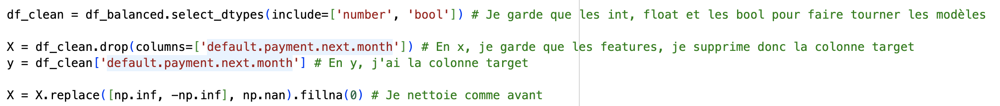 df_clean = df_balanced.select_dtypes(include=['number', 'bool']) # Je garde que les int, float et les bool pour faire tourner les modèles
X = df_clean.drop(columns=['default.payment.next.month']) # En x, je garde que les features, je supprime donc la colonne target
y = df_clean['default.payment.next.month'] # En y, j'ai la colonne target
X = X.replace([np.inf, -np.inf], np.nan).fillna(0) # Je nettoie comme avant